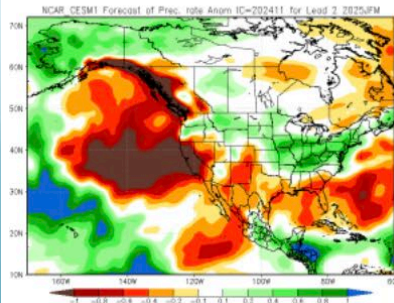 NCAR CESM1 Forecast of Prec. rate Anom IC=202411 for Lead 2 2025JFM
70N
60N
50N
40N
30N
20N
10N
160W 140W 120W 100W 80W
-1 -0.8 -0.6 -0.4 -0.2 -0.1 0.1 0.2 0.4 0.6 0.8